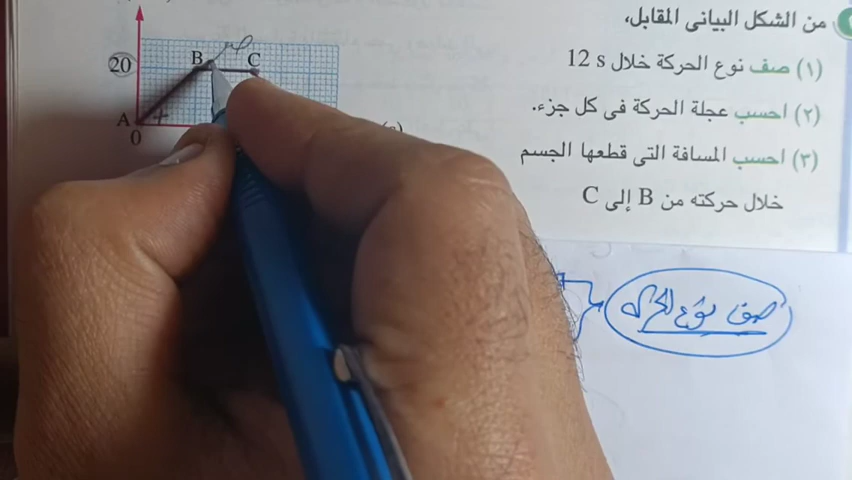 من الشكل البيانى المقابل،
(١) صف نوع الحركة خلال 12 s
(٢) احسب عجلة الحركة فى كل جزء.
(٣) احسب المسافة التى قطعها الجسم
خلال حركته من B إلى C
صفر
20
B
C
A
+
0
(s)
صف نوع الحركة